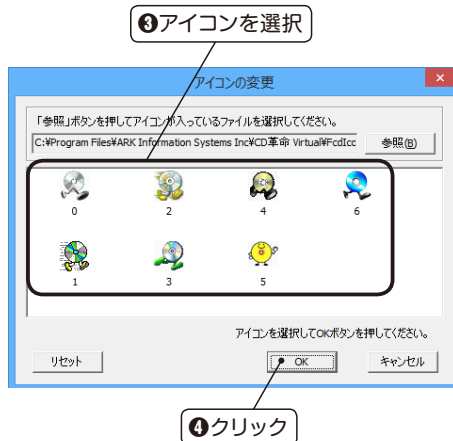 ❸アイコンを選択
アイコンの変更
「参照」ボタンを押してアイコンが入っているファイルを選択してください。
C:¥Program Files¥ARK Information Systems Inc¥CD革命 Virtual¥FcdIcc
参照(B)
0 2 4 6
1 3 5
アイコンを選択してOKボタンを押してください。
リセット OK キャンセル
❹クリック